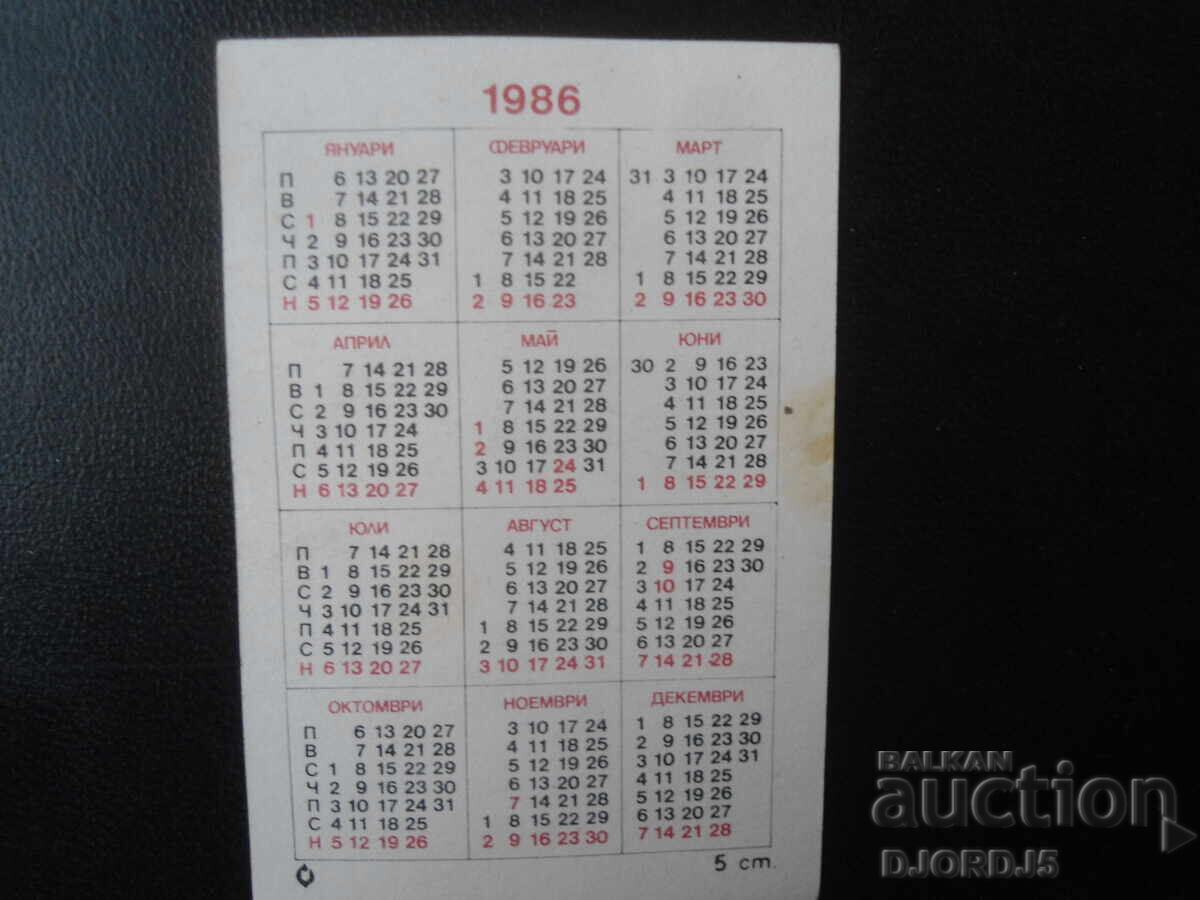 1986
ЯНУАРИ ФЕВРУАРИ МАРТ
П 6 13 20 27 3 10 17 24 31 3 10 17 24
В 7 14 21 28 4 11 18 25 4 11 18 25
С 1 8 15 22 29 5 12 19 26 5 12 19 26
Ч 2 9 16 23 30 6 13 20 27 6 13 20 27
П 3 10 17 24 31 7 14 21 28 7 14 21 28
С 4 11 18 25 1 8 15 22 1 8 15 22 29
Н 5 12 19 26 2 9 16 23 2 9 16 23 30
АПРИЛ МАЙ ЮНИ
П 7 14 21 28 5 12 19 26 30 2 9 16 23
В 1 8 15 22 29 6 13 20 27 3 10 17 24
С 2 9 16 23 30 7 14 21 28 4 11 18 25
Ч 3 10 17 24 1 8 15 22 29 5 12 19 26
П 4 11 18 25 2 9 16 23 30 6 13 20 27
С 5 12 19 26 3 10 17 24 31 7 14 21 28
Н 6 13 20 27 4 11 18 25 1 8 15 22 29
ЮЛИ АВГУСТ СЕПТЕМВРИ
П 7 14 21 28 4 11 18 25 1 8 15 22 29
В 1 8 15 22 29 5 12 19 26 2 9 16 23 30
С 2 9 16 23 30 6 13 20 27 3 10 17 24
Ч 3 10 17 24 31 7 14 21 28 4 11 18 25
П 4 11 18 25 1 8 15 22 29 5 12 19 26
С 5 12 19 26 2 9 16 23 30 6 13 20 27
Н 6 13 20 27 3 10 17 24 31 7 14 21 28
ОКТОМВРИ НОЕМВРИ ДЕКЕМВРИ
П 6 13 20 27 3 10 17 24 1 8 15 22 29
В 7 14 21 28 4 11 18 25 2 9 16 23 30
С 1 8 15 22 29 5 12 19 26 3 10 17 24 31
Ч 2 9 16 23 30 6 13 20 27 4 11 18 25
П 3 10 17 24 31 7 14 21 28 5 12 19 26
С 4 11 18 25 1 8 15 22 29 6 13 20 27
Н 5 12 19 26 2 9 16 23 30 7 14 21 28
5 ст.
BALKAN
auction
DJORDJ5